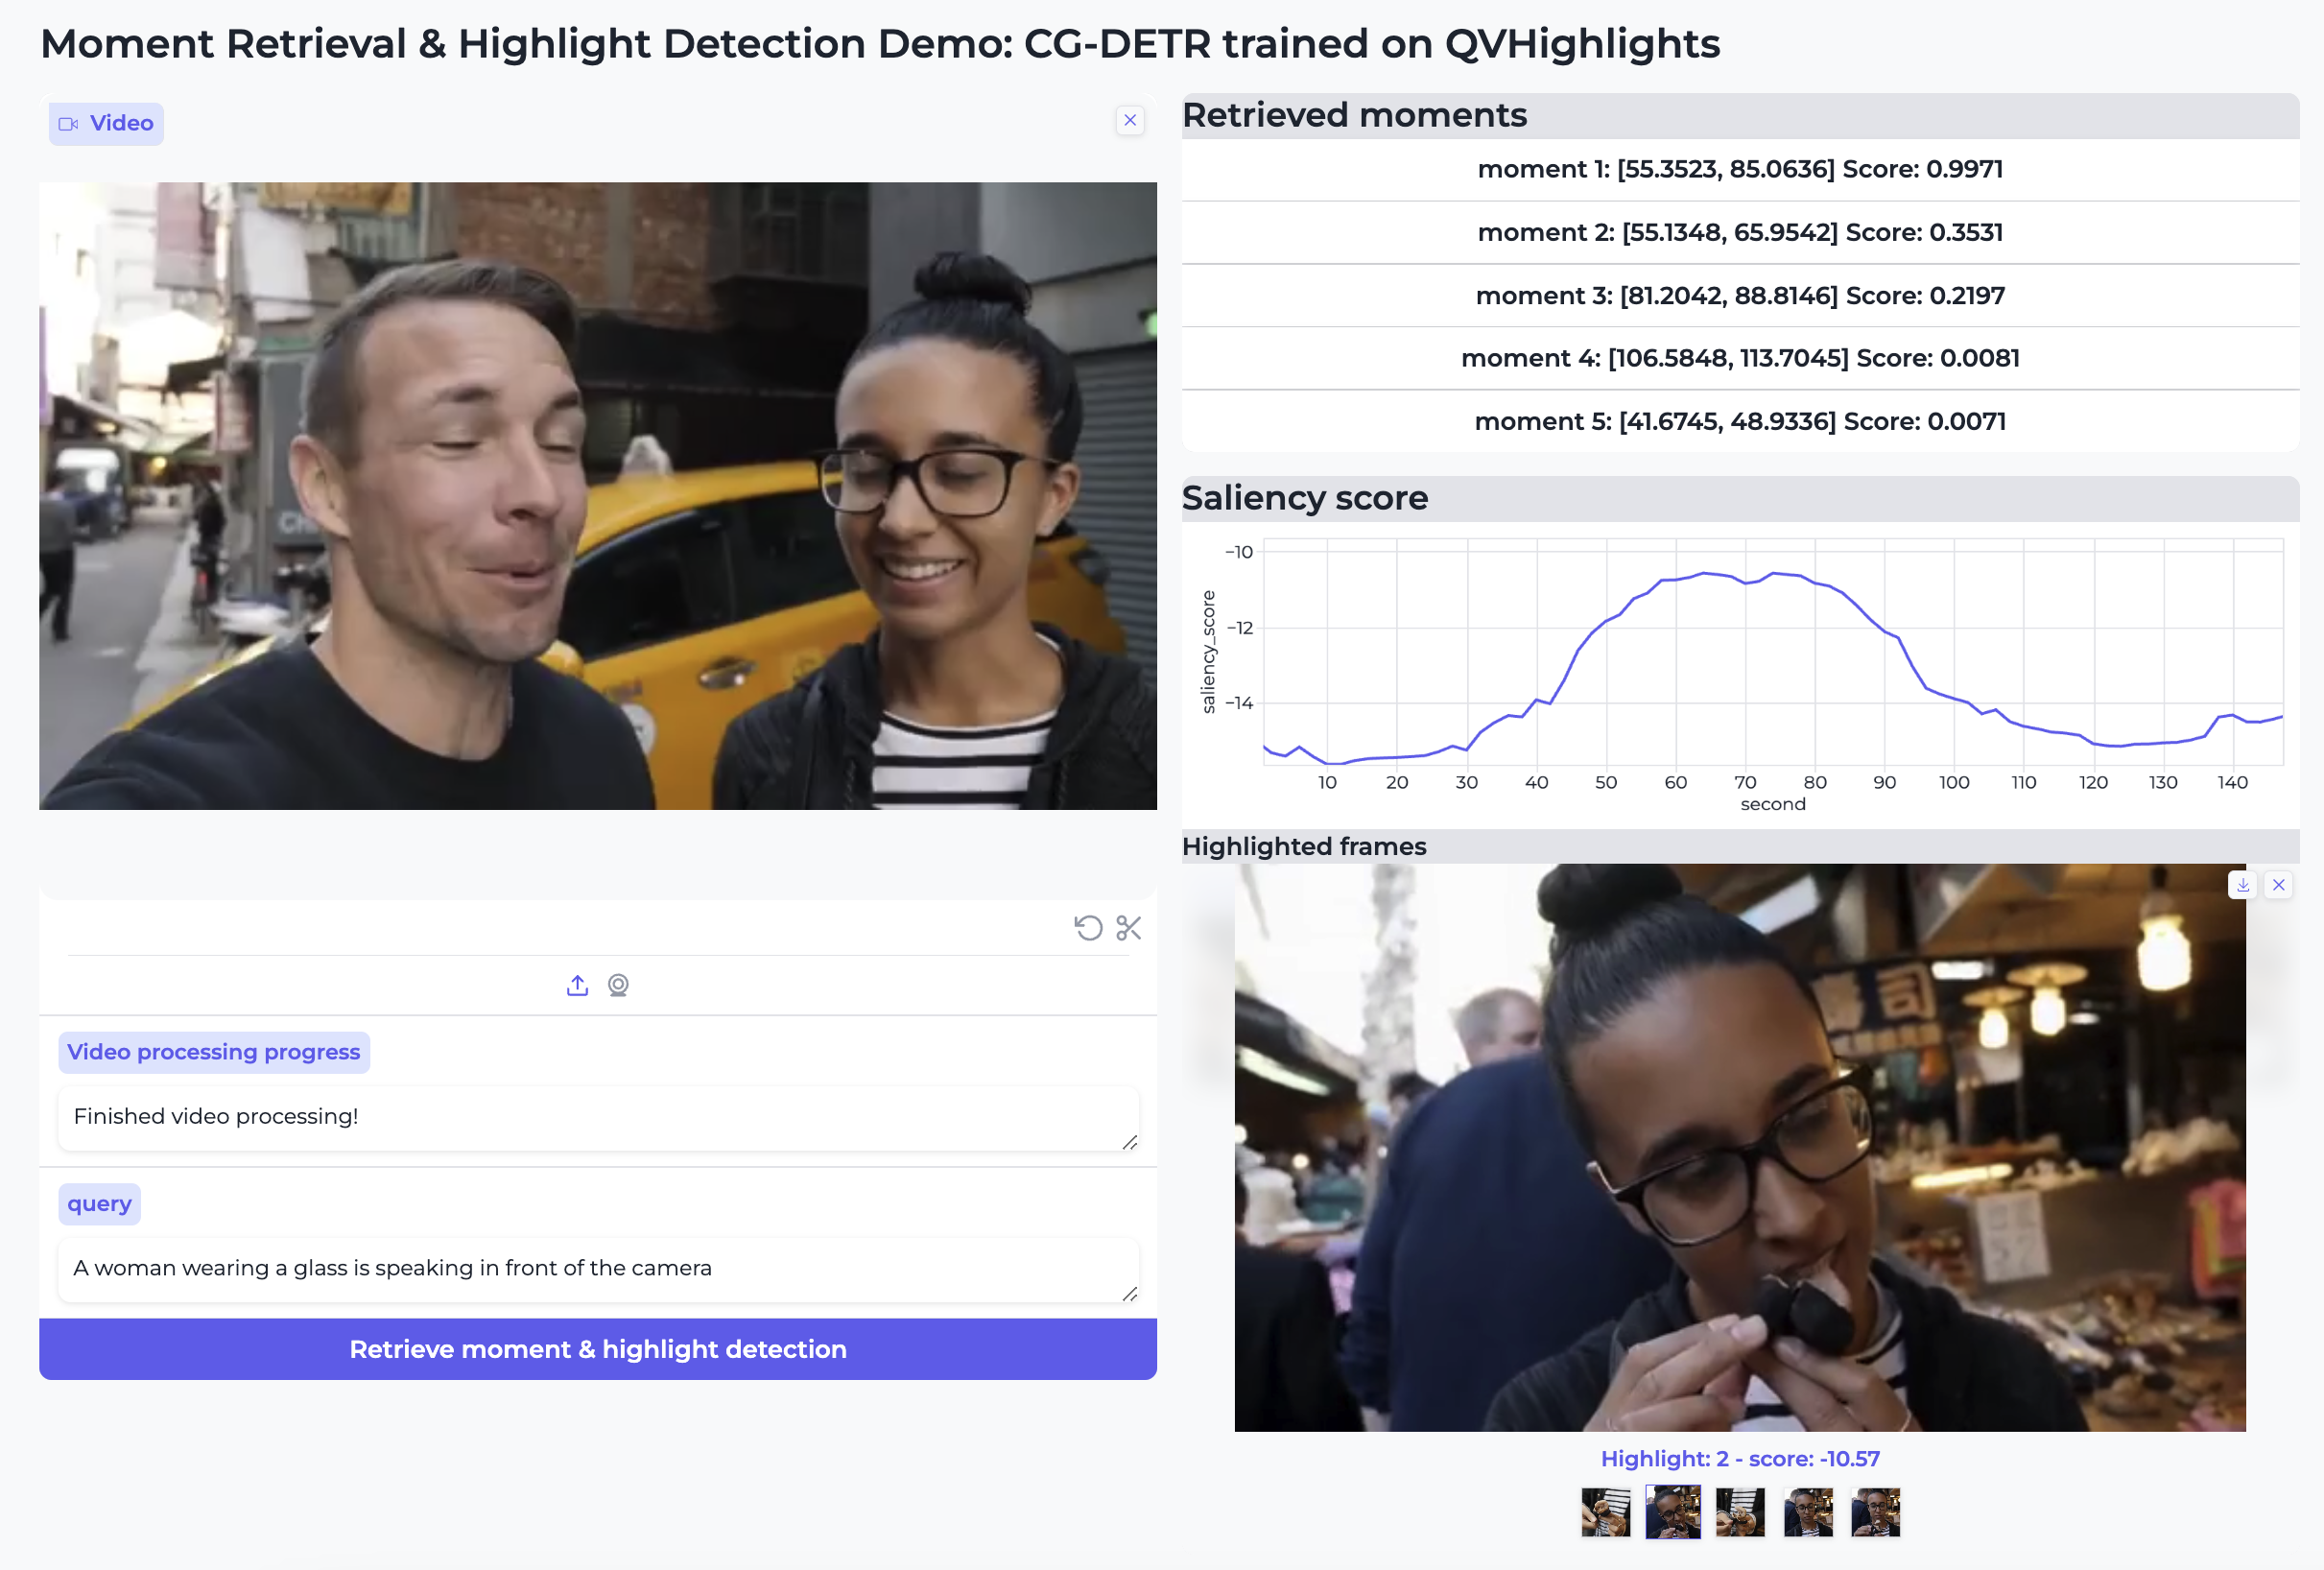 Moment Retrieval & Highlight Detection Demo: CG-DETR trained on QVHighlights
Video
Retrieved moments
moment 1: [55.3523, 85.0636] Score: 0.9971
moment 2: [55.1348, 65.9542] Score: 0.3531
moment 3: [81.2042, 88.8146] Score: 0.2197
moment 4: [106.5848, 113.7045] Score: 0.0081
moment 5: [41.6745, 48.9336] Score: 0.0071
Saliency score
saliency_score
−10
−12
−14
10 20 30 40 50 60 70 80 90 100 110 120 130 140
second
Highlighted frames
寿司
Highlight: 2 - score: -10.57
Video processing progress
Finished video processing!
query
A woman wearing a glass is speaking in front of the camera
Retrieve moment & highlight detection